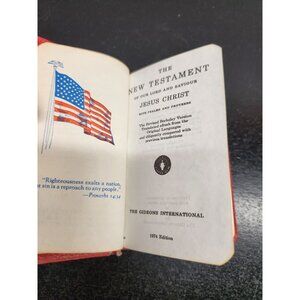 "Righteousness exalts a nation,
sin is a reproach to any people."
—Proverbs 14:34
THE
NEW TESTAMENT
OF OUR LORD AND SAVIOUR
JESUS CHRIST
WITH PSALMS AND PROVERBS
The Revised Berkeley Version
Translated afresh from the
Original Languages
and diligently compared with
previous translations
THE GIDEONS INTERNATIONAL
1974 Edition